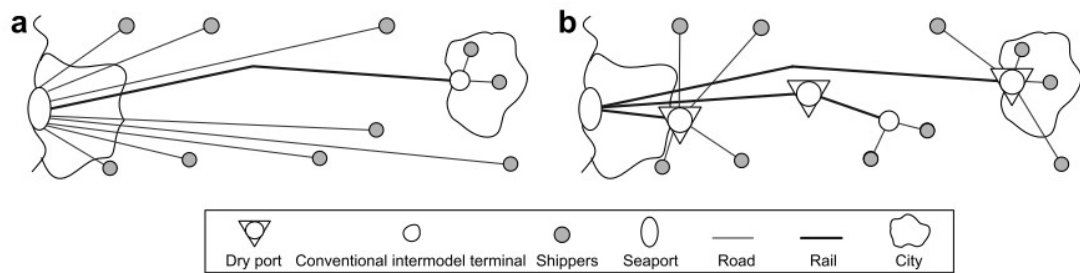 a
b
Dry port
Conventional intermodel terminal
Shippers
Seaport
Road
Rail
City